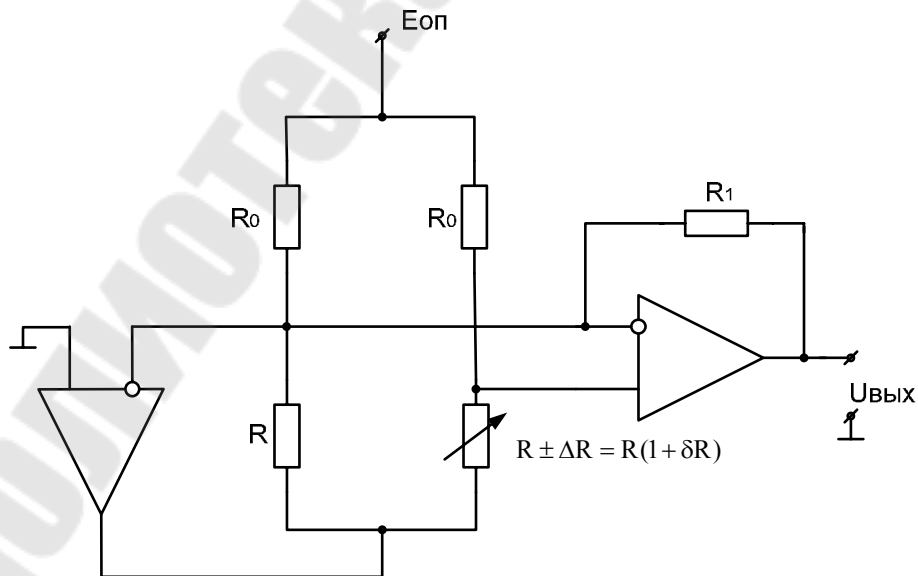 Eоп
R₀
R₀
R₁
R
R ± ΔR = R(1 + δR)
Uвых